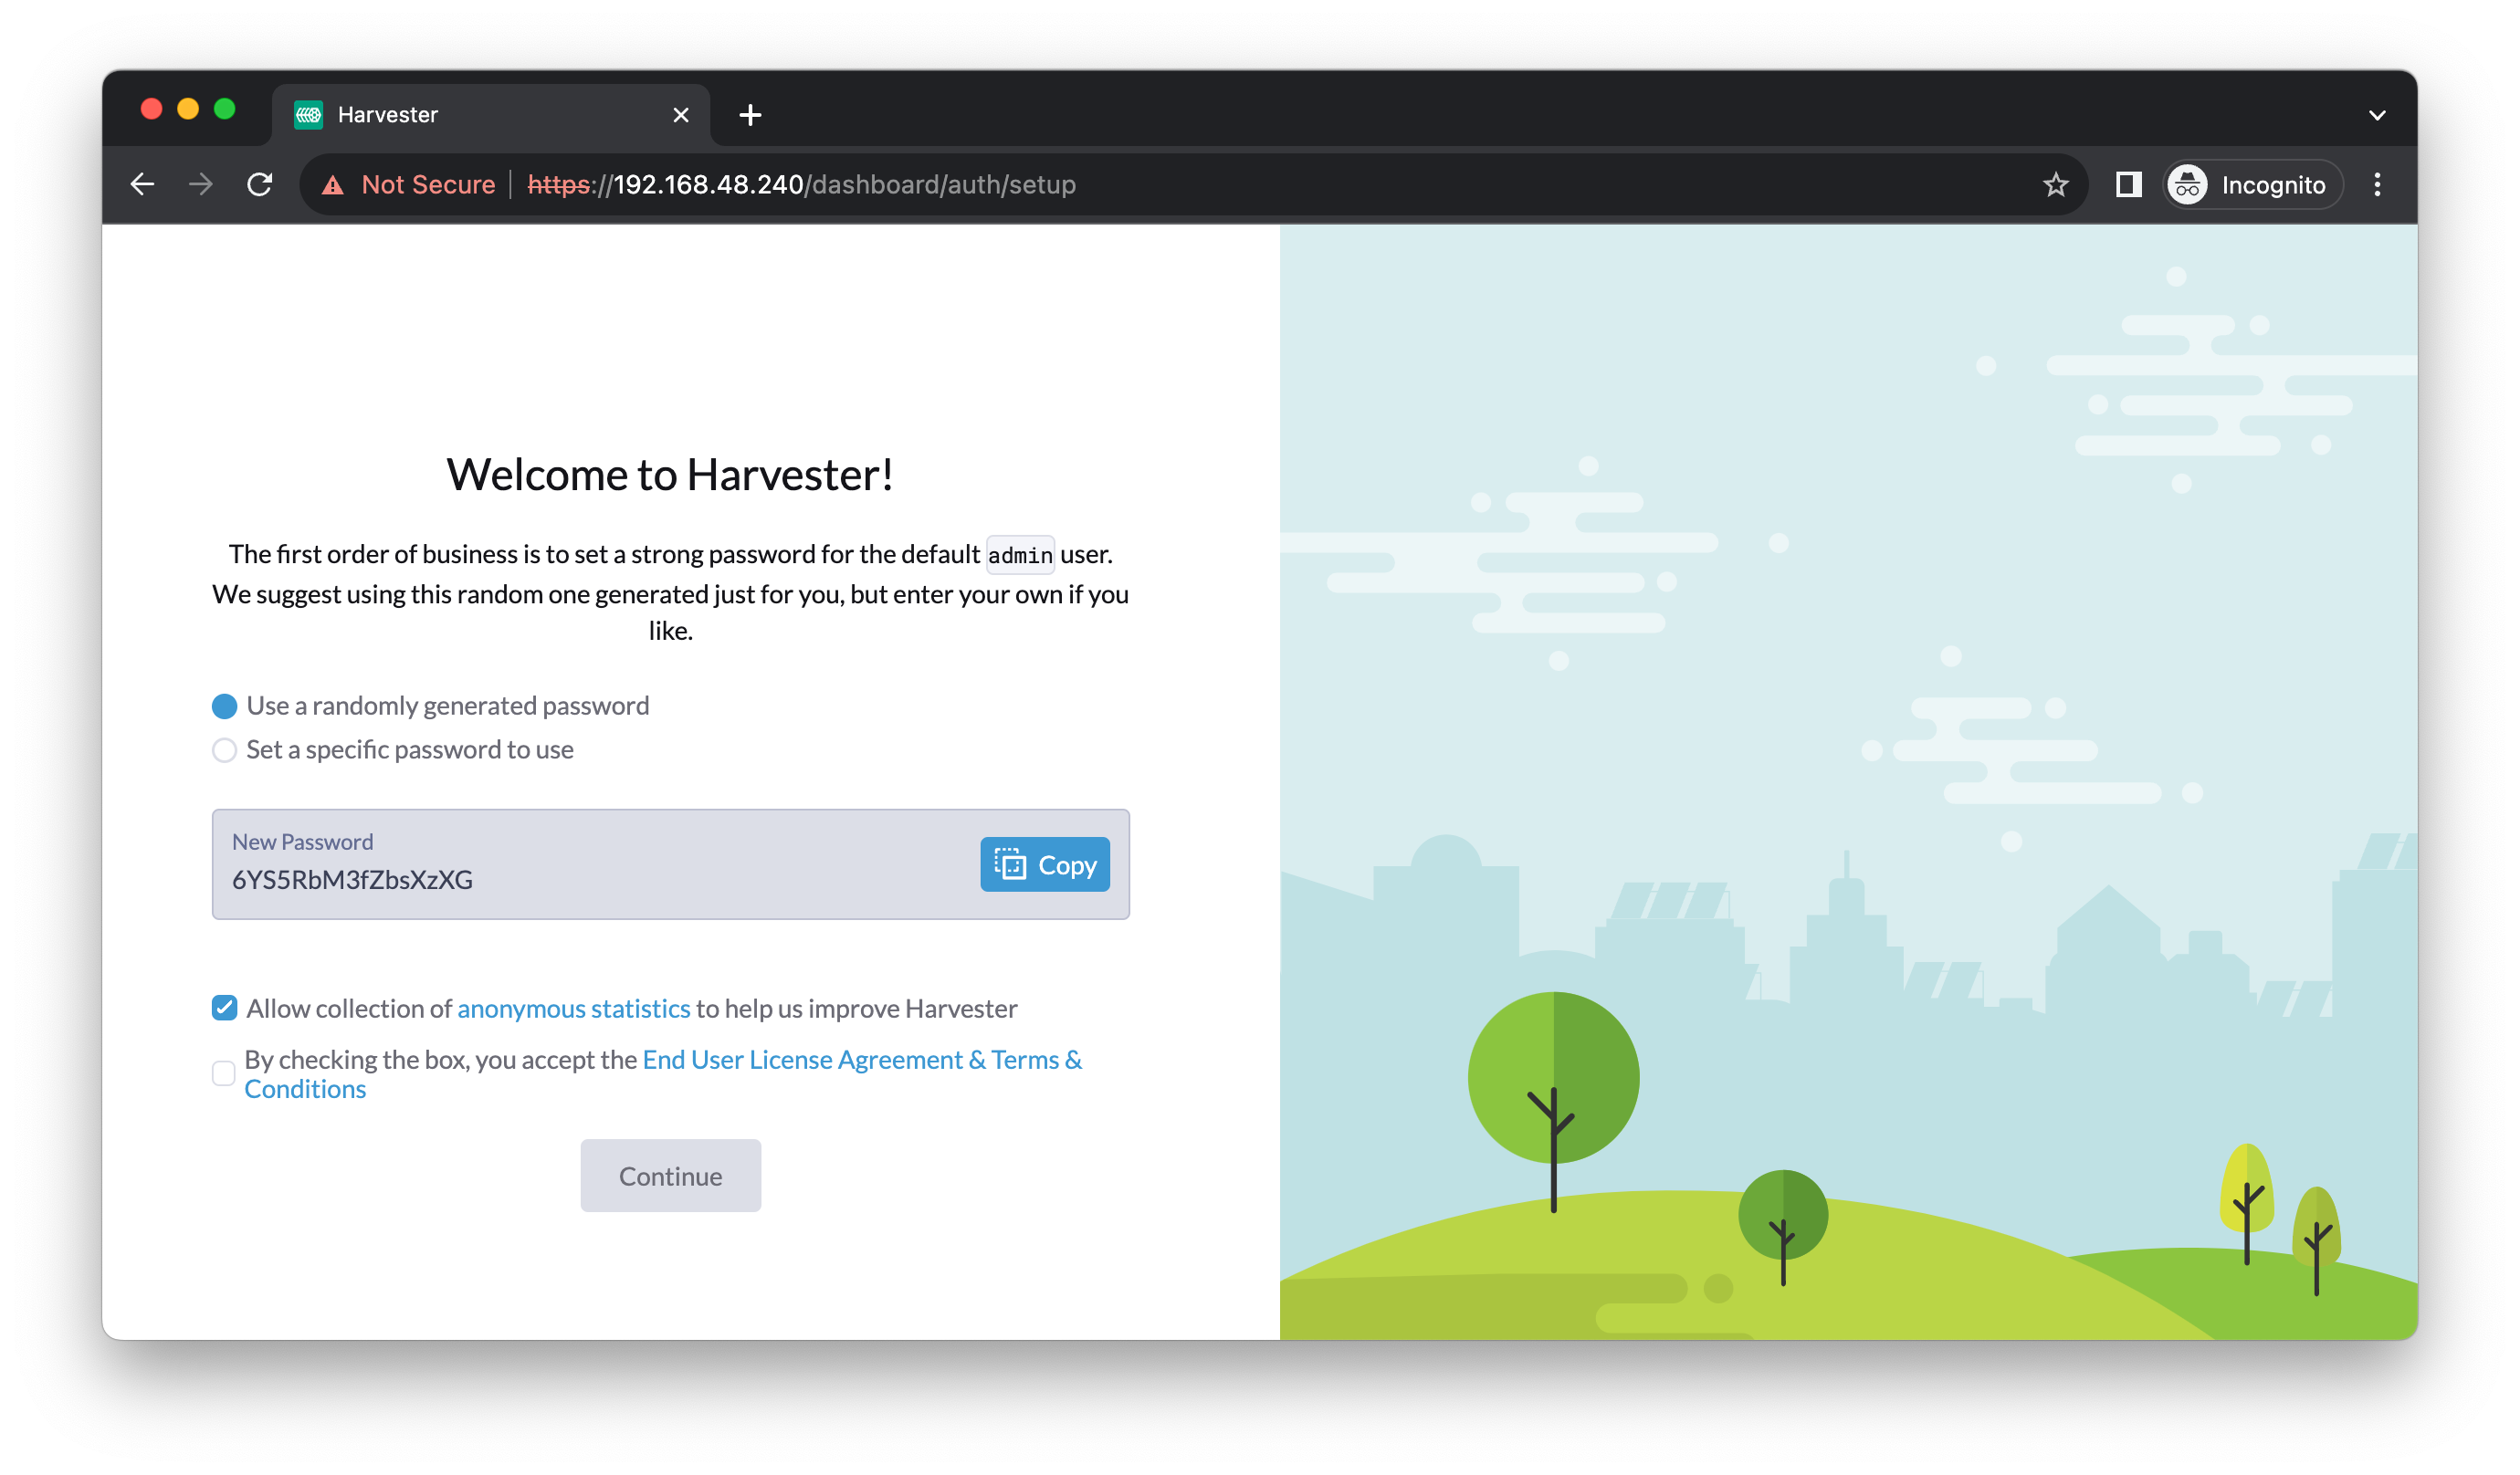 Harvester
Not Secure
https://192.168.48.240/dashboard/auth/setup
Incognito
Welcome to Harvester!
The first order of business is to set a strong password for the default admin user.
We suggest using this random one generated just for you, but enter your own if you
like.
Use a randomly generated password
Set a specific password to use
New Password
6YS5RbM3fZbsXzXG
Copy
Allow collection of anonymous statistics to help us improve Harvester
By checking the box, you accept the End User License Agreement & Terms &
Conditions
Continue